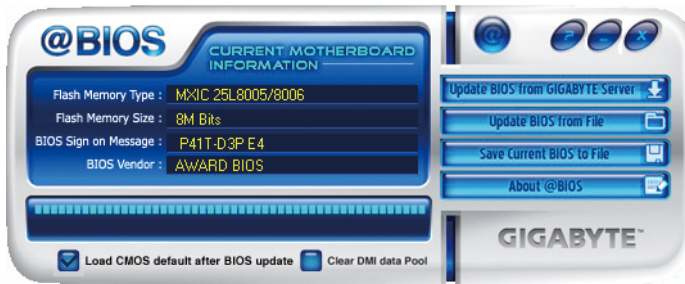 @BIOS
CURRENT MOTHERBOARD
INFORMATION
Flash Memory Type : MXIC 25L8005/8006
Flash Memory Size : 8M Bits
BIOS Sign on Message : P41T-D3P E4
BIOS Vendor : AWARD BIOS
Load CMOS default after BIOS update
Clear DMI data Pool
@ ? _ X
Update BIOS from GIGABYTE Server
Update BIOS from File
Save Current BIOS to File
About @BIOS
GIGABYTE™